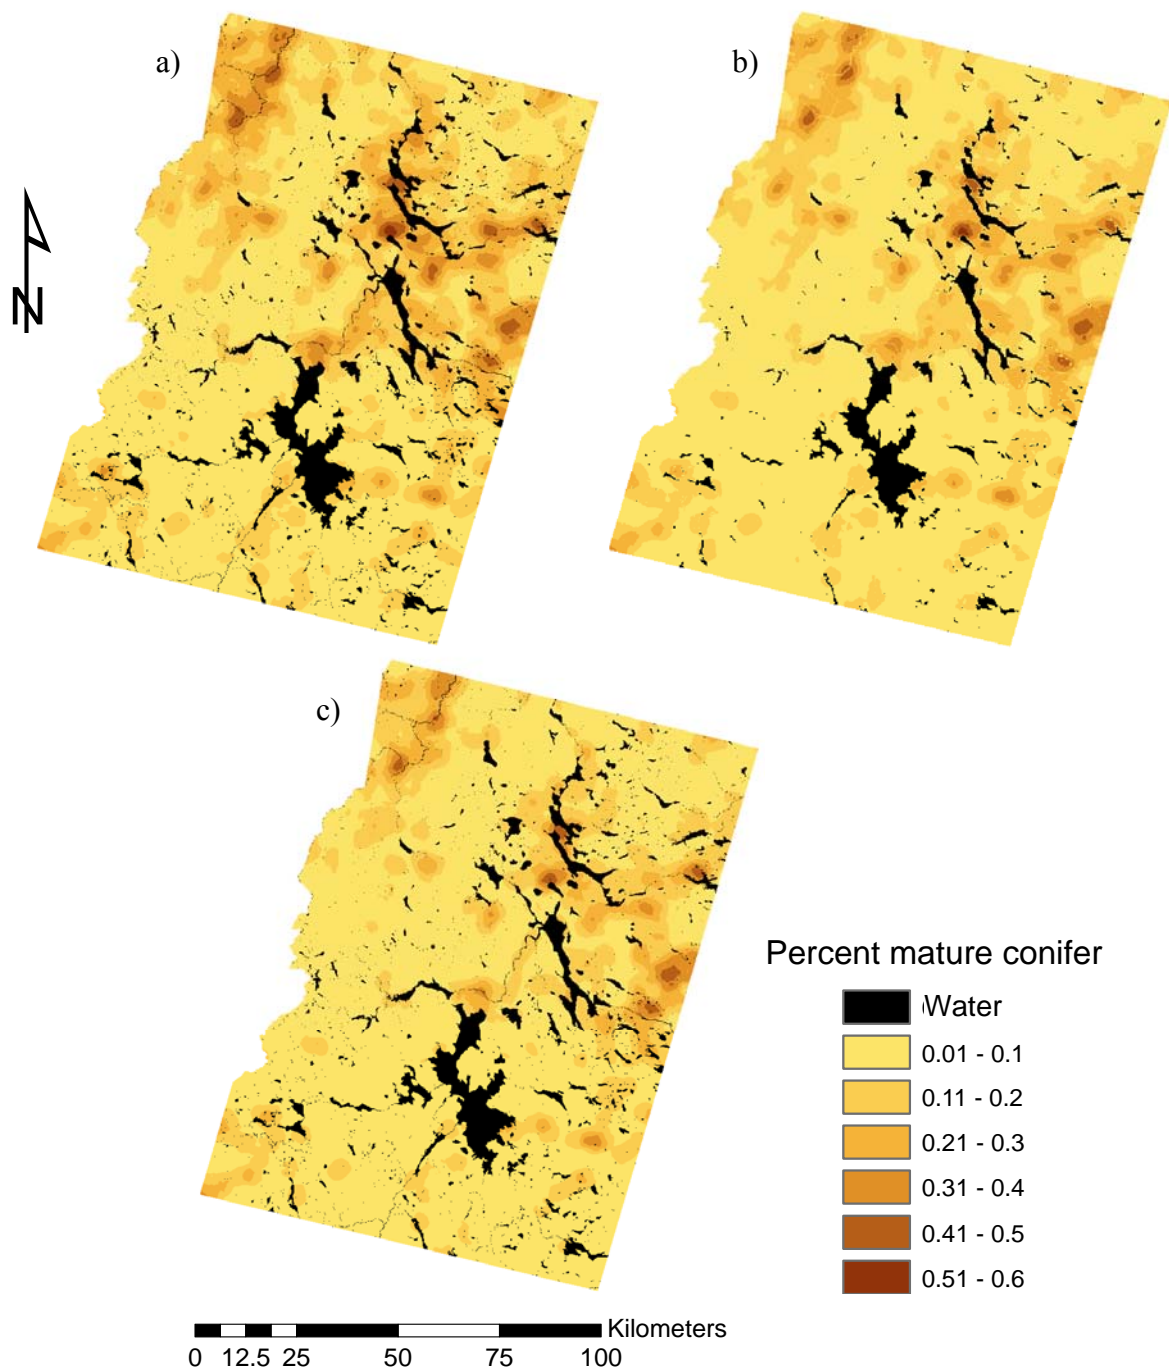 a)
b)
N
c)
Percent mature conifer
Water
0.01 - 0.1
0.11 - 0.2
0.21 - 0.3
0.31 - 0.4
0.41 - 0.5
0.51 - 0.6
Kilometers
0 12.5 25 50 75 100